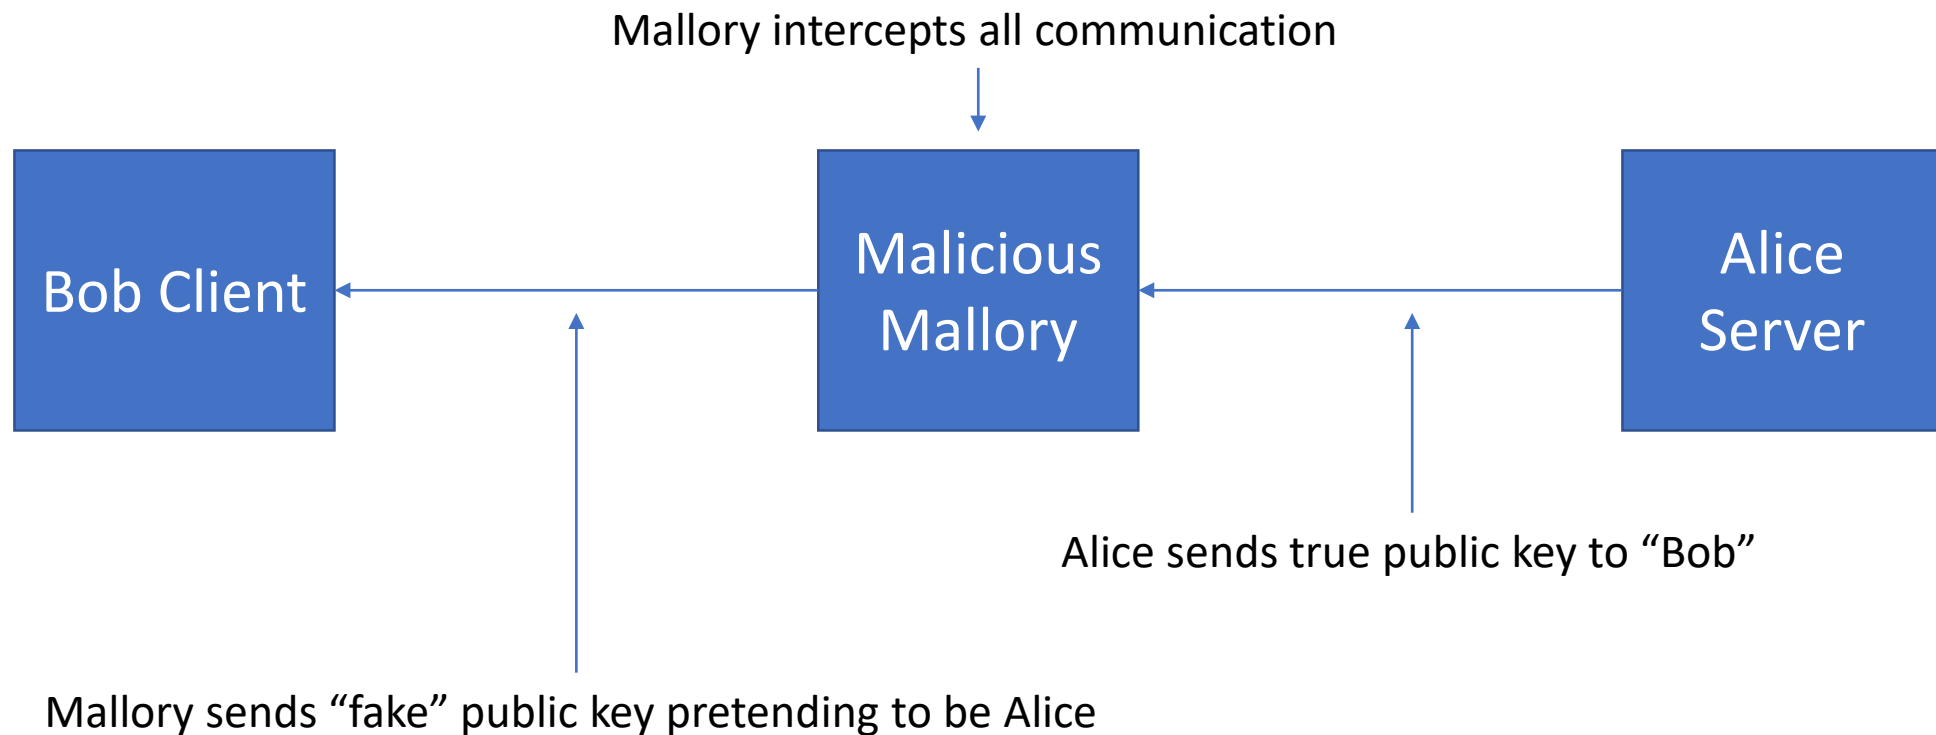 Mallory intercepts all communication
Bob Client
Malicious
Mallory
Alice
Server
Alice sends true public key to “Bob”
Mallory sends “fake” public key pretending to be Alice